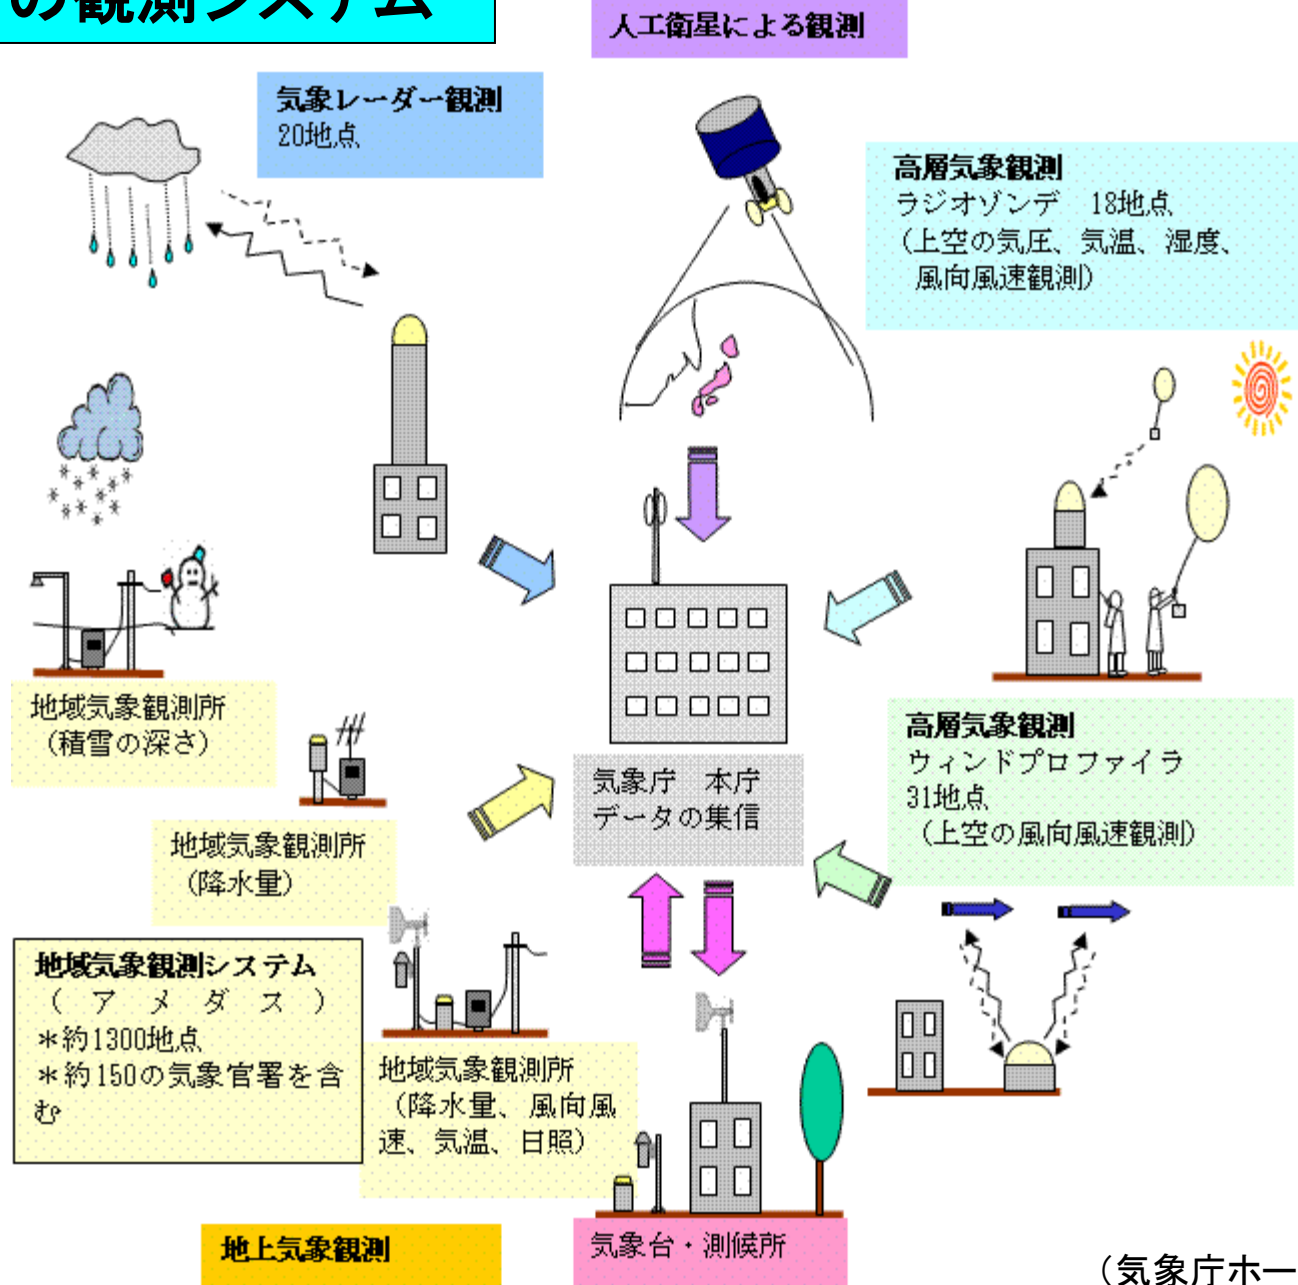 の観測システム
人工衛星による観測
気象レーダー観測
20地点
高層気象観測
ラジオゾンデ　18地点
（上空の気圧、気温、湿度、
風向風速観測）
地域気象観測所
（積雪の深さ）
地域気象観測所
（降水量）
気象庁　本庁
データの集信
高層気象観測
ウィンドプロファイラ
31地点
（上空の風向風速観測）
地域気象観測システム
（　ア　メ　ダ　ス　）
＊約1300地点
＊約150の気象官署を含
む
地域気象観測所
（降水量、風向風
速、気温、日照）
地上気象観測
気象台・測候所
（気象庁ホー